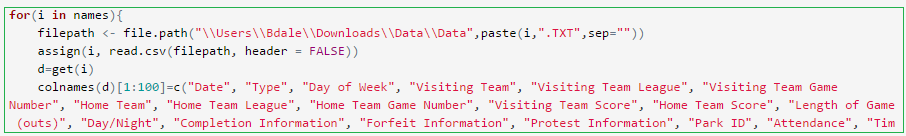 for(i in names){
    filepath <- file.path("\\Users\\Bdale\\Downloads\\Data\\Data",paste(i,".TXT",sep=""))
    assign(i, read.csv(filepath, header = FALSE))
    d=get(i)
    colnames(d)[1:100]=c("Date", "Type", "Day of Week", "Visiting Team", "Visiting Team League", "Visiting Team Game
Number", "Home Team", "Home Team League", "Home Team Game Number", "Visiting Team Score", "Home Team Score", "Length of Game
(outs)", "Day/Night", "Completion Information", "Forfeit Information", "Protest Information", "Park ID", "Attendance", "Tim